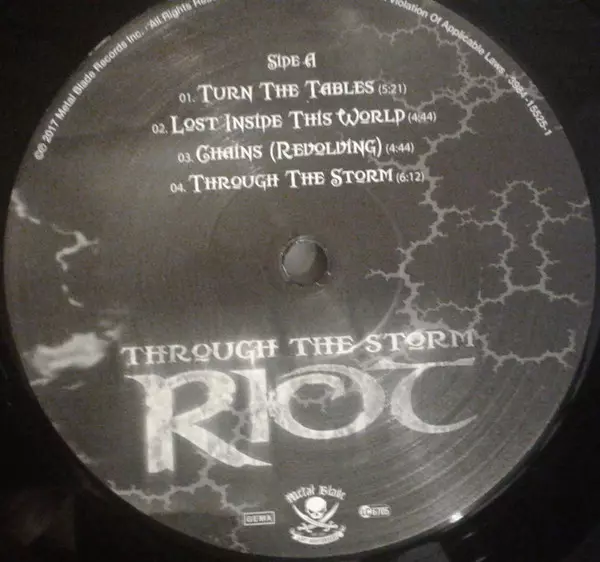 ℗© 2017 Metal Blade Records Inc. · All Rights
Violation Of Applicable Laws · 3984-15525-1
Side A
01. Turn The Tables (5:21)
02. Lost Inside This World (4:44)
03. Chains (Revolving) (4:44)
04. Through The Storm (6:12)
THROUGH THE STORM
RIOT
GEMA
Metal Blade
LC 6705